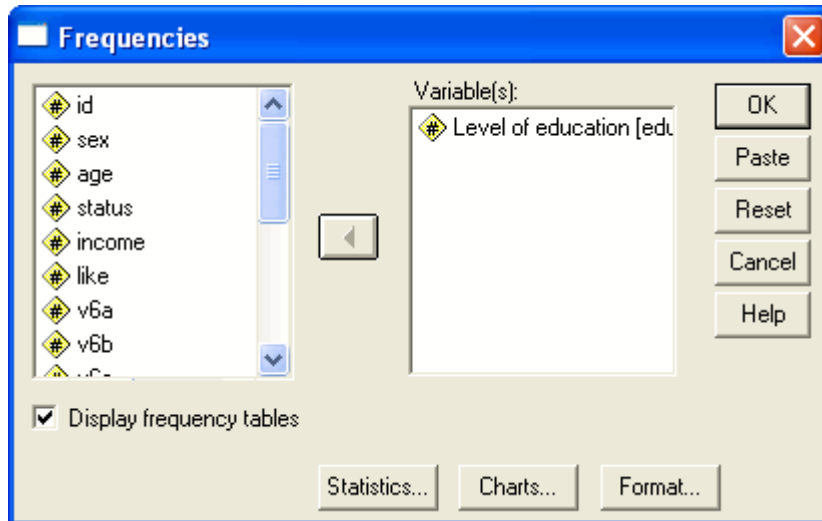 Frequencies
# id
# sex
# age
# status
# income
# like
# v6a
# v6b
Variable(s):
# Level of education [edu
OK
Paste
Reset
Cancel
Help
Display frequency tables
Statistics...
Charts...
Format...